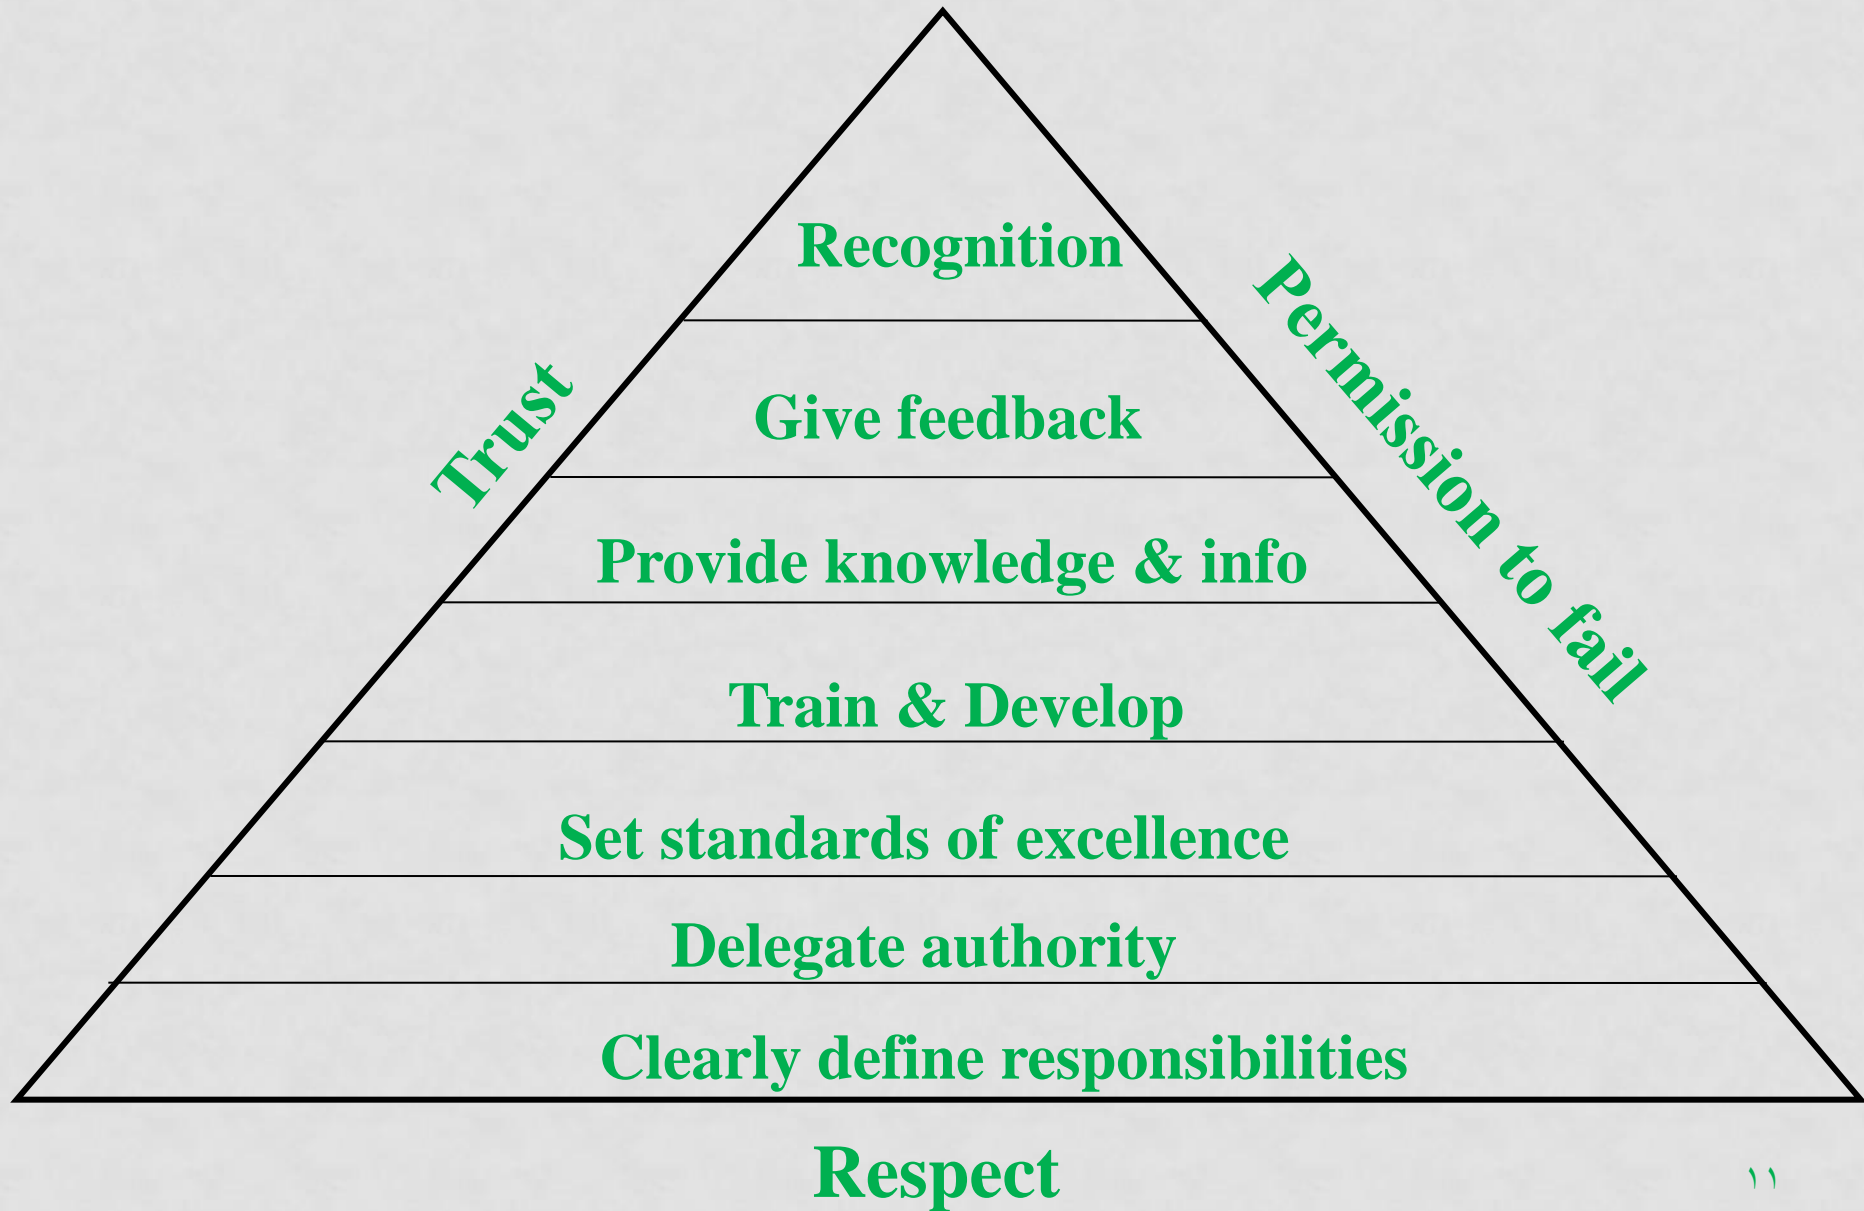 Recognition
Permission to fail
Trust
Give feedback
Provide knowledge & info
Train & Develop
Set standards of excellence
Delegate authority
Clearly define responsibilities
Respect
١١